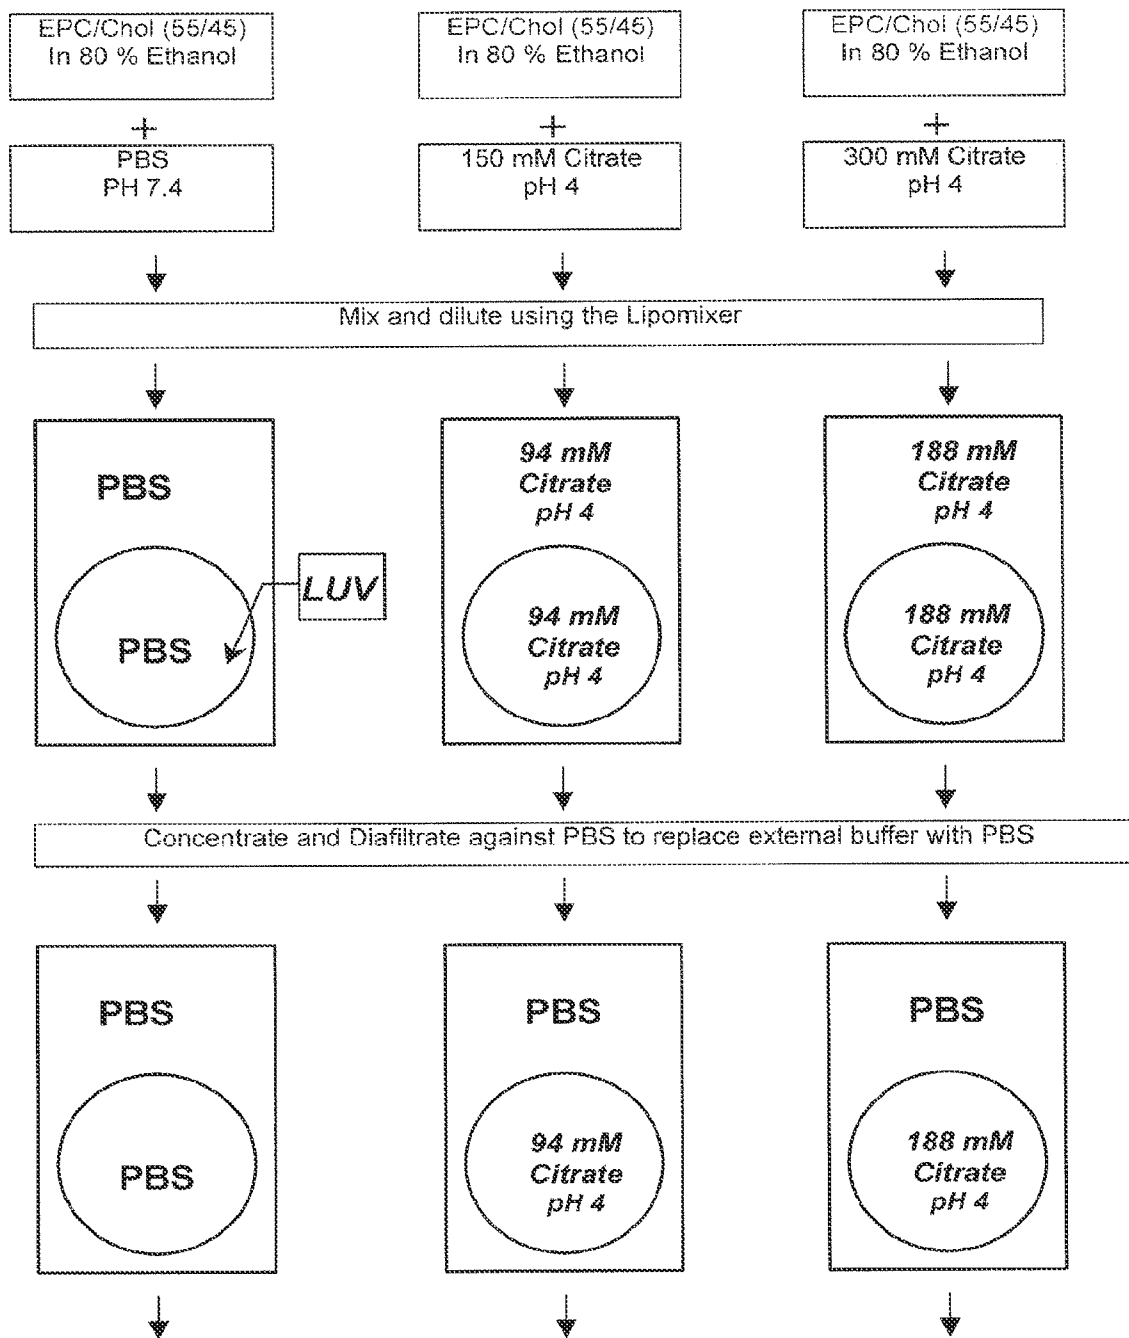 EPC/Chol (55/45)
In 80 % Ethanol
+
PBS
PH 7.4
EPC/Chol (55/45)
In 80 % Ethanol
+
150 mM Citrate
pH 4
EPC/Chol (55/45)
In 80 % Ethanol
+
300 mM Citrate
pH 4
Mix and dilute using the Lipomixer
PBS
PBS
LUV
94 mM
Citrate
pH 4
94 mM
Citrate
pH 4
188 mM
Citrate
pH 4
188 mM
Citrate
pH 4
Concentrate and Diafiltrate against PBS to replace external buffer with PBS
PBS
PBS
PBS
94 mM
Citrate
pH 4
PBS
188 mM
Citrate
pH 4